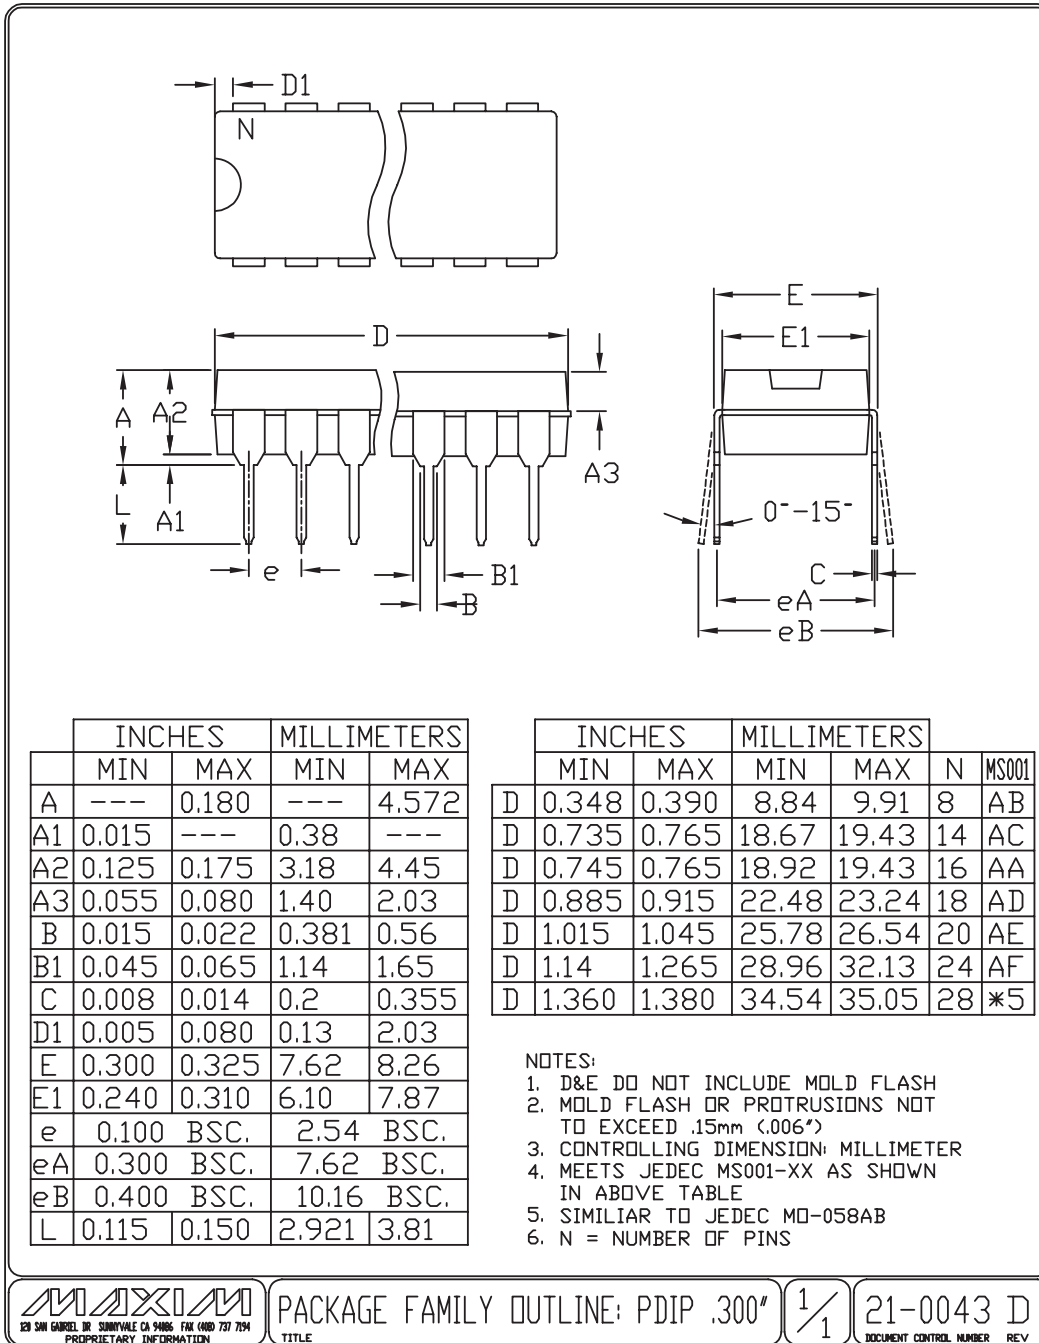 D1
N
D
E
E1
A
A2
A3
L
A1
0°-15°
e
B1
B
C
eA
eB
INCHES MILLIMETERS
MIN MAX MIN MAX
A --- 0.180 --- 4.572
A1 0.015 --- 0.38 ---
A2 0.125 0.175 3.18 4.45
A3 0.055 0.080 1.40 2.03
B 0.015 0.022 0.381 0.56
B1 0.045 0.065 1.14 1.65
C 0.008 0.014 0.2 0.355
D1 0.005 0.080 0.13 2.03
E 0.300 0.325 7.62 8.26
E1 0.240 0.310 6.10 7.87
e 0.100 BSC. 2.54 BSC.
eA 0.300 BSC. 7.62 BSC.
eB 0.400 BSC. 10.16 BSC.
L 0.115 0.150 2.921 3.81
INCHES MILLIMETERS
MIN MAX MIN MAX N MS001
D 0.348 0.390 8.84 9.91 8 AB
D 0.735 0.765 18.67 19.43 14 AC
D 0.745 0.765 18.92 19.43 16 AA
D 0.885 0.915 22.48 23.24 18 AD
D 1.015 1.045 25.78 26.54 20 AE
D 1.14 1.265 28.96 32.13 24 AF
D 1.360 1.380 34.54 35.05 28 *5
NOTES:
1. D&E DO NOT INCLUDE MOLD FLASH
2. MOLD FLASH OR PROTRUSIONS NOT
TO EXCEED .15mm (.006")
3. CONTROLLING DIMENSION: MILLIMETER
4. MEETS JEDEC MS001-XX AS SHOWN
IN ABOVE TABLE
5. SIMILIAR TO JEDEC MO-058AB
6. N = NUMBER OF PINS
MAXIM
120 SAN GABRIEL DR SUNNYVALE CA 94086 FAX (408) 737 7194
PROPRIETARY INFORMATION
PACKAGE FAMILY OUTLINE: PDIP .300"
TITLE
1/1
21-0043 D
DOCUMENT CONTROL NUMBER REV